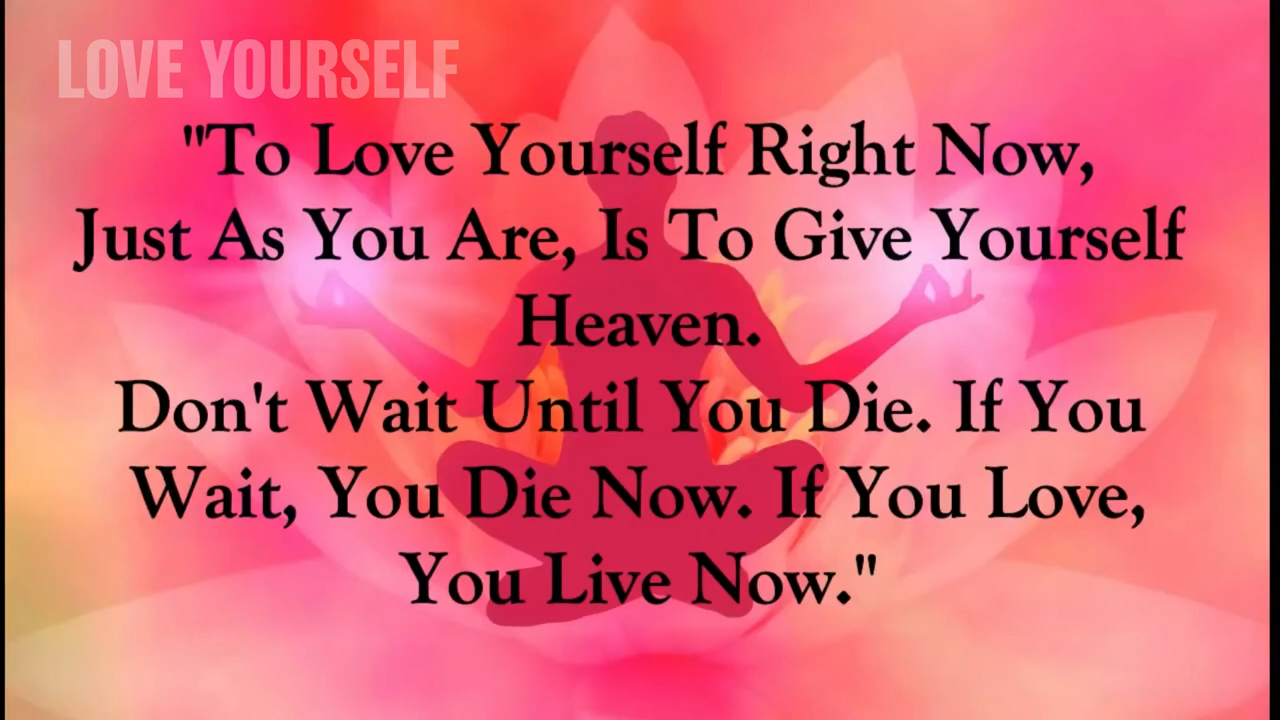 LOVE YOURSELF
"To Love Yourself Right Now,
Just As You Are, Is To Give Yourself
Heaven.
Don't Wait Until You Die. If You
Wait, You Die Now. If You Love,
You Live Now."